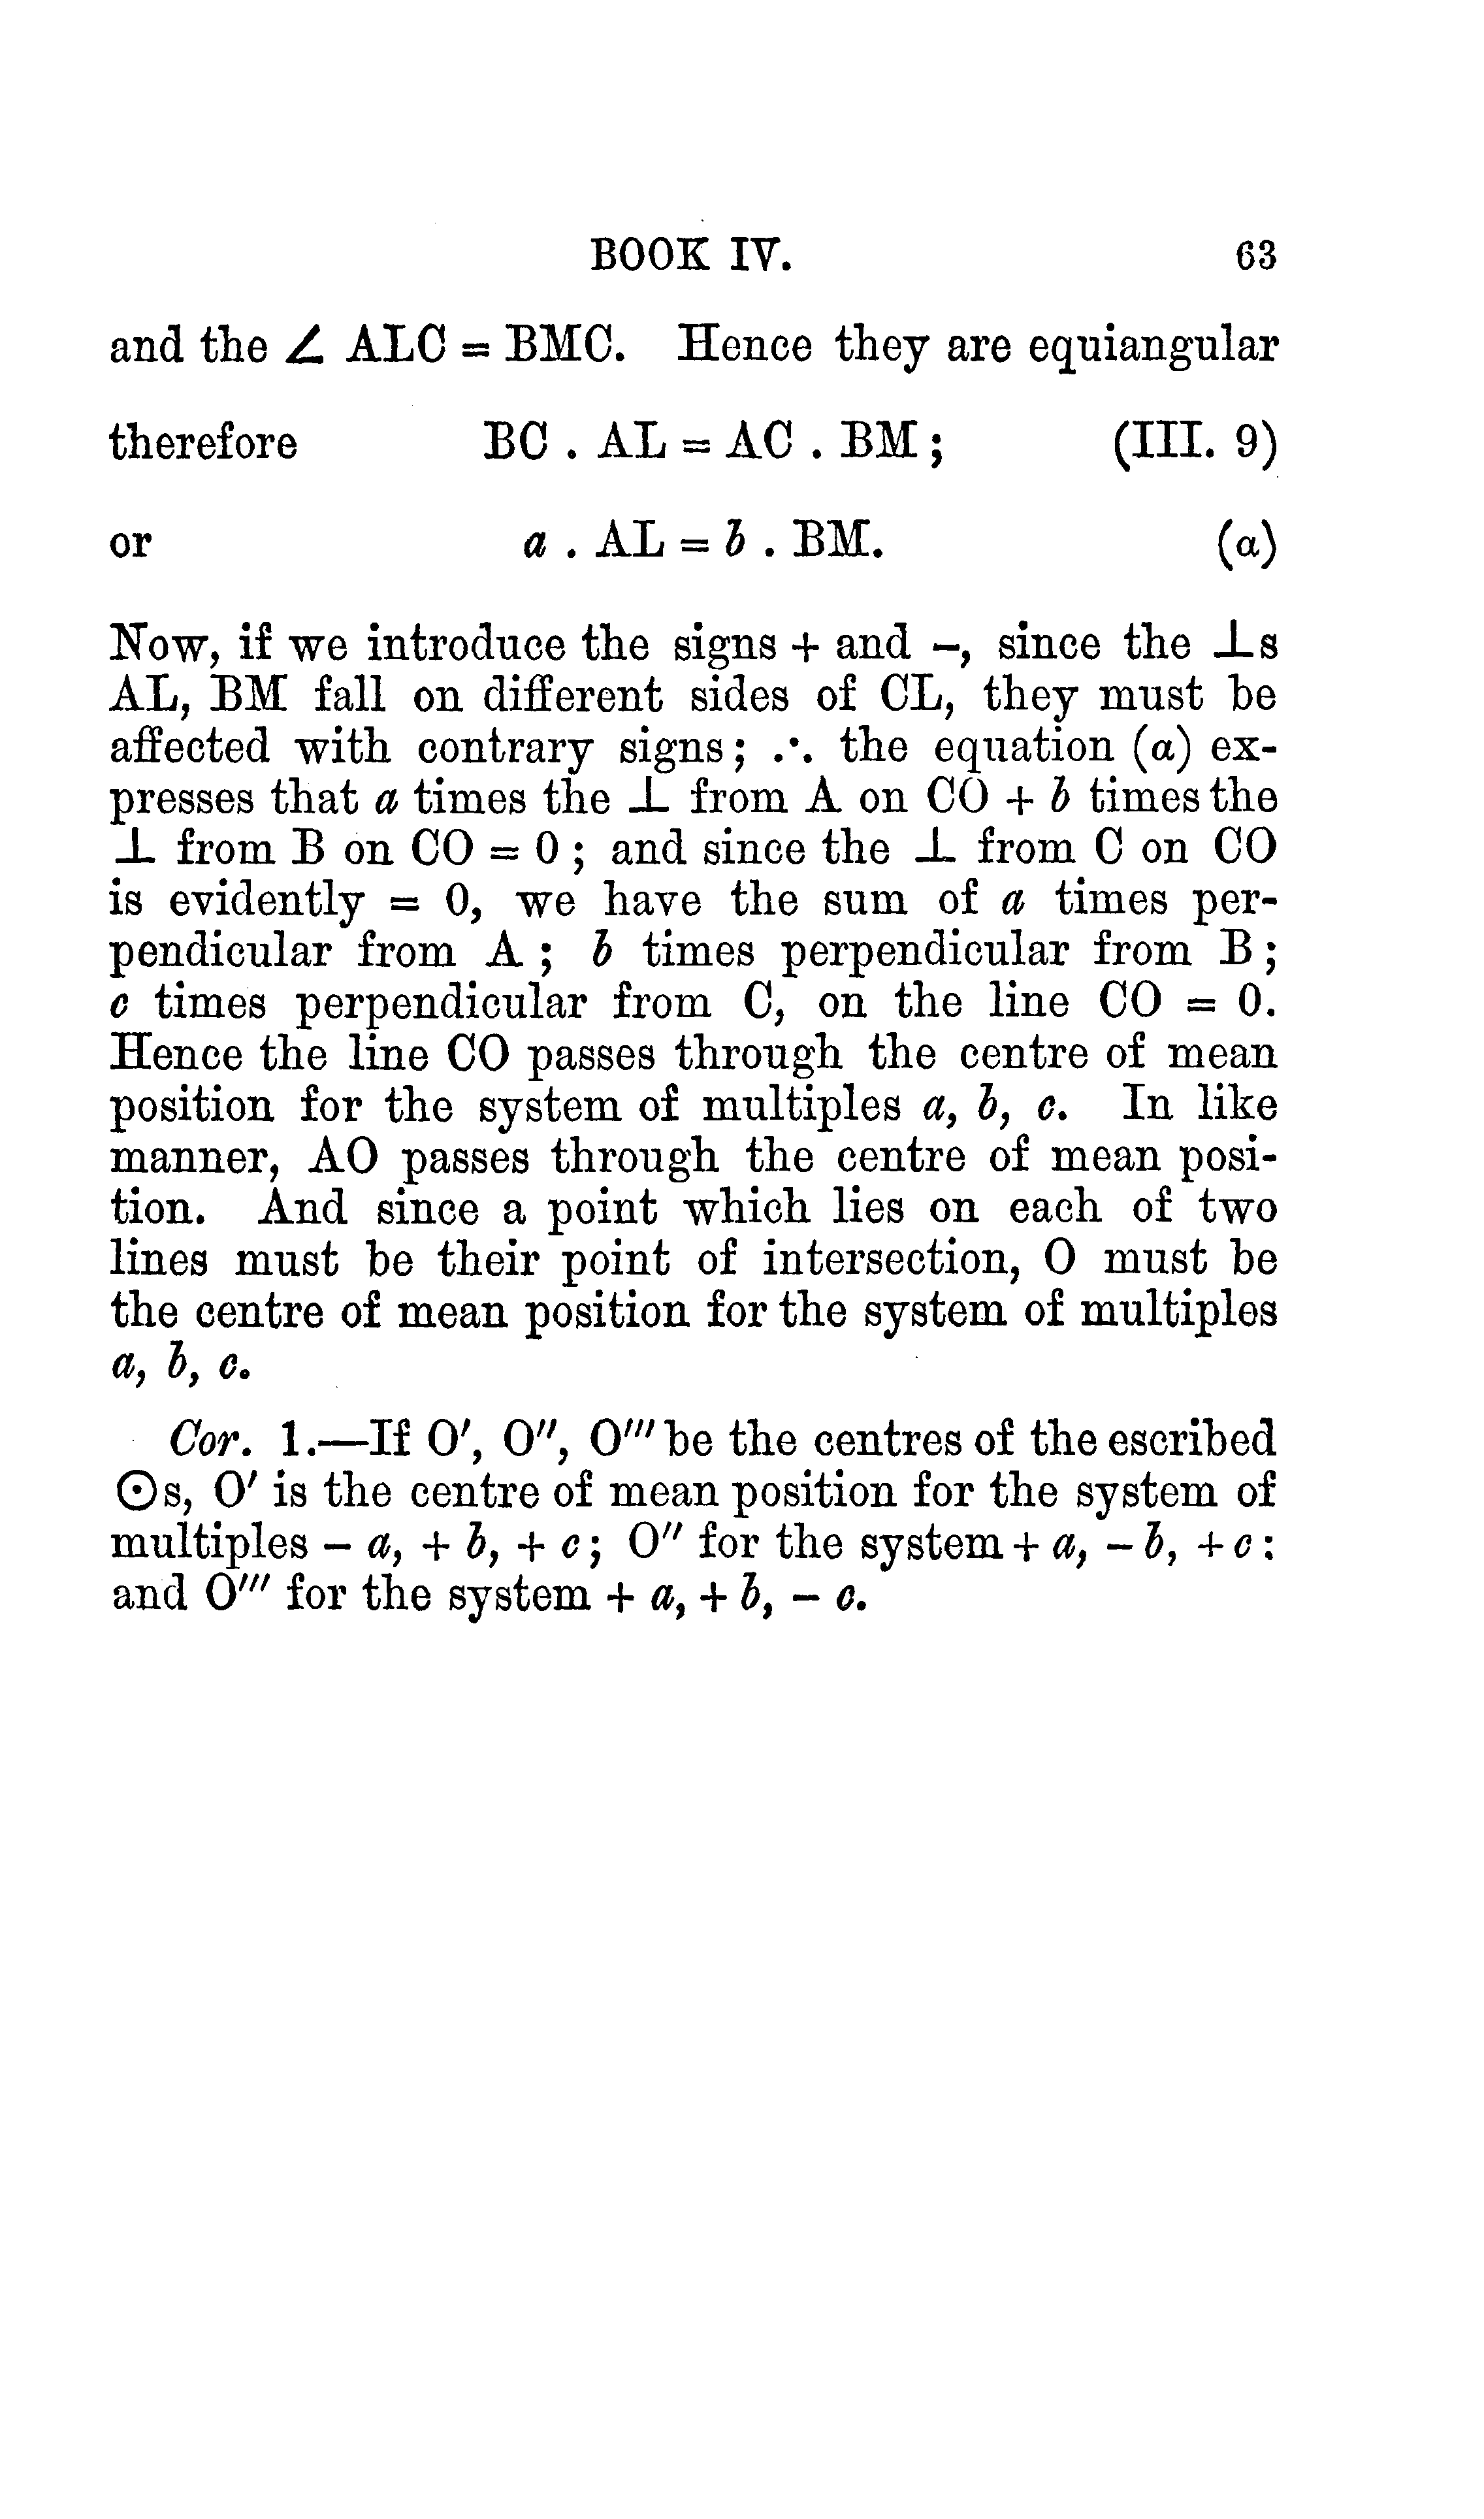 BOOK IV. 63
and the ∠ ALC = BMC. Hence they are equiangular
therefore BC . AL = AC . BM; (III. 9)
or a . AL = b . BM. (α)
Now, if we introduce the signs + and −, since the ⊥s
AL, BM fall on different sides of CL, they must be
affected with contrary signs; ∴ the equation (α) ex-
presses that a times the ⊥ from A on CO + b times the
⊥ from B on CO = 0; and since the ⊥ from C on CO
is evidently = 0, we have the sum of a times per-
pendicular from A; b times perpendicular from B;
c times perpendicular from C, on the line CO = 0.
Hence the line CO passes through the centre of mean
position for the system of multiples a, b, c. In like
manner, AO passes through the centre of mean posi-
tion. And since a point which lies on each of two
lines must be their point of intersection, O must be
the centre of mean position for the system of multiples
a, b, c.
Cor. 1.—If O′, O″, O‴ be the centres of the escribed
⊙s, O′ is the centre of mean position for the system of
multiples − a, + b, + c; O″ for the system + a, − b, + c:
and O‴ for the system + a, + b, − c.